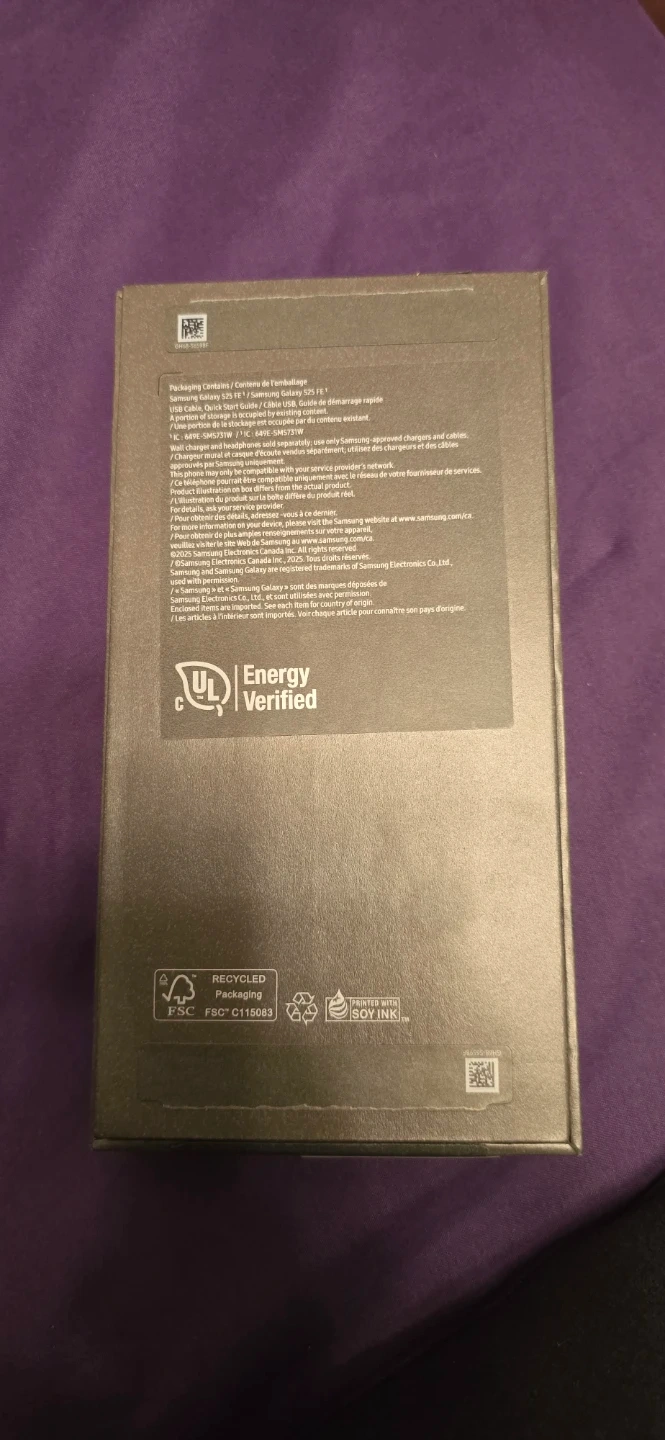 Packaging Contains / Contenu de l'emballage
Samsung Galaxy S25 FE ¹ / Samsung Galaxy S25 FE ¹
USB Cable, Quick Start Guide / Câble USB, Guide de démarrage rapide
A portion of storage is occupied by existing content.
/ Une portion de le stockage est occupée par du contenu existant.
¹ IC : 649E-SMS731W / ¹ IC : 649E-SMS731W
Wall charger and headphones sold separately; use only Samsung-approved chargers and cables.
/ Chargeur mural et casque d'écoute vendus séparément; utiliser des chargeurs et des câbles
approuvés par Samsung uniquement.
This phone may only be compatible with your service provider's network.
/ Ce téléphone pourrait être compatible uniquement avec le réseau de votre fournisseur de services.
Product illustration on box differs from the actual product.
/ L'illustration du produit sur la boîte diffère du produit réel.
For details, ask your service provider.
/ Pour obtenir des détails, adressez -vous à ce dernier.
For more information on your device, please visit the Samsung website at www.samsung.com/ca.
/ Pour obtenir de plus amples renseignements sur votre appareil,
veuillez visiter le site Web de Samsung au www.samsung.com/ca.
©2025 Samsung Electronics Canada Inc. All rights reserved.
/ ©Samsung Electronics Canada Inc., 2025. Tous droits réservés.
Samsung and Samsung Galaxy are registered trademarks of Samsung Electronics Co.,Ltd.,
used with permission.
/ « Samsung » et « Samsung Galaxy » sont des marques déposées de
Samsung Electronics Co., Ltd., et sont utilisées avec permission.
Enclosed items are imported. See each item for country of origin.
/ Les articles à l'intérieur sont importés. Voir chaque article pour connaître son pays d'origine.
C UL Energy
Verified
RECYCLED
Packaging
FSC™ C115083
FSC
PRINTED WITH
SOY INK™